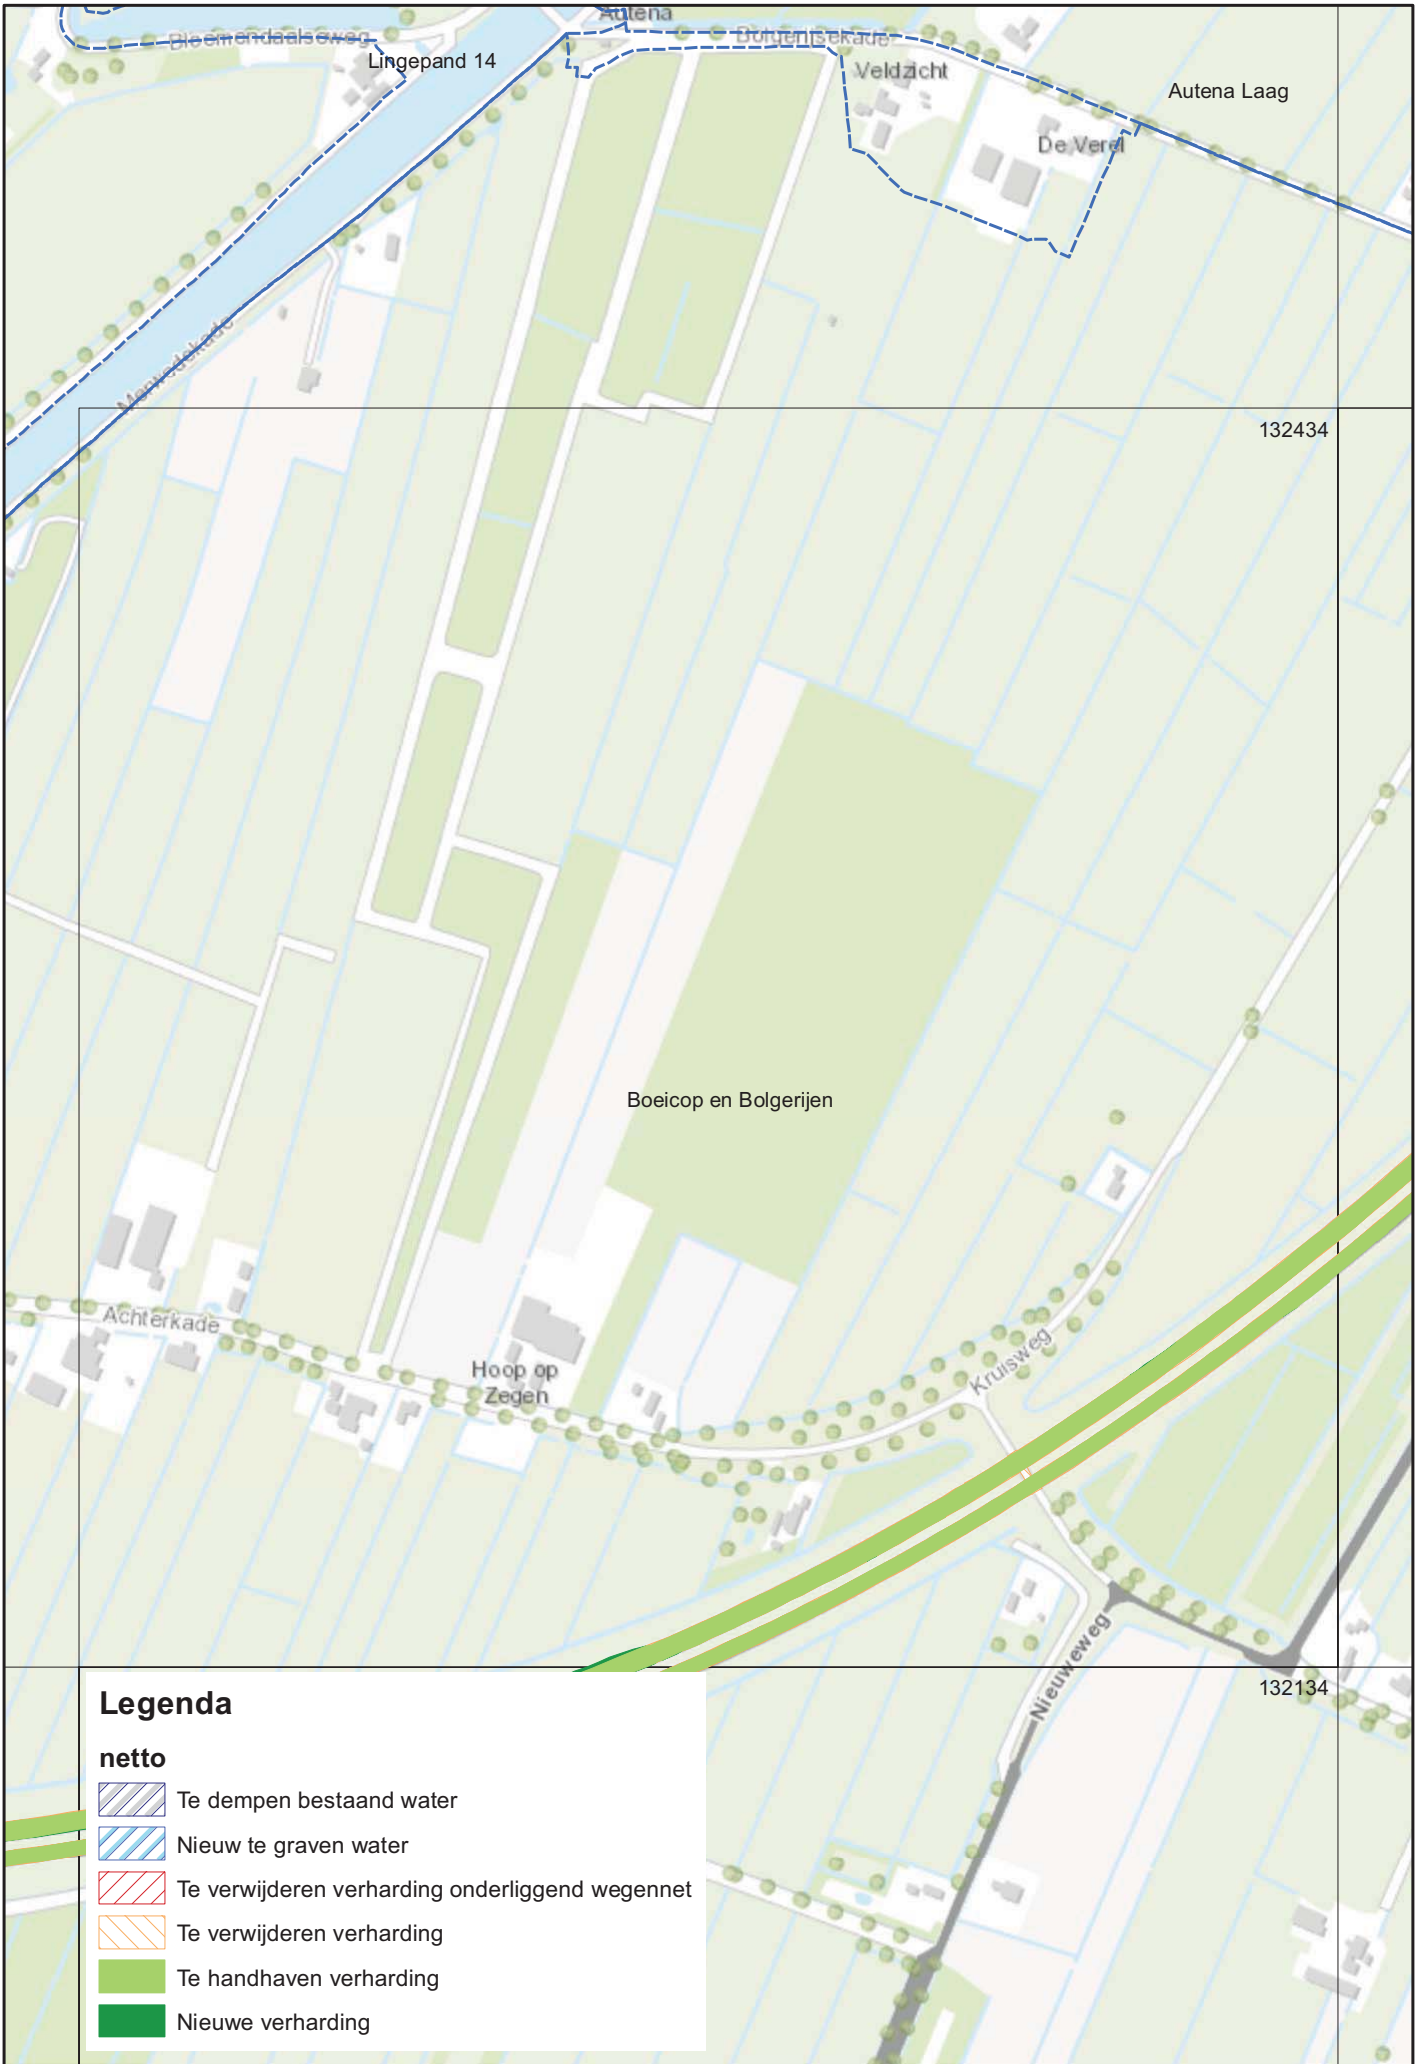 Autena
Bloemendaalseweg
Bolgerijsekade
Lingepand 14
Veldzicht
Autena Laag
De Verel
Merwedekade
132434
Boeicop en Bolgerijen
Achterkade
Kruisweg
Hoop op
Zegen
Nieuweweg
132134
Legenda
netto
Te dempen bestaand water
Nieuw te graven water
Te verwijderen verharding onderliggend wegennet
Te verwijderen verharding
Te handhaven verharding
Nieuwe verharding